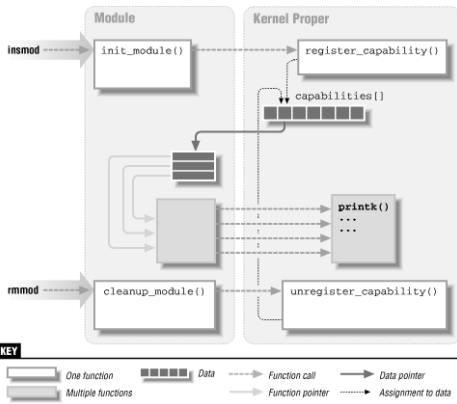 Module
Kernel Proper
insmod
init_module()
register_capability()
capabilities[]
printk()
...
...
rmmod
cleanup_module()
unregister_capability()
KEY
One function
Data
Function call
Data pointer
Multiple functions
Function pointer
Assignment to data